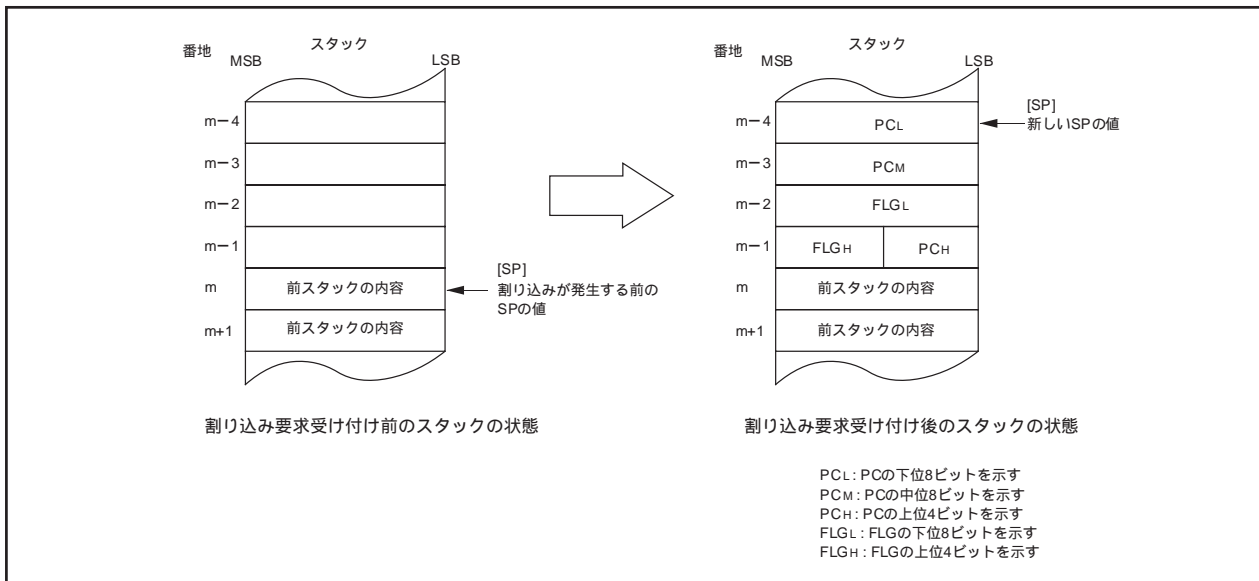 番地
MSB
スタック
LSB
m－4
m－3
m－2
m－1
m
前スタックの内容
m+1
前スタックの内容
[SP]
割り込みが発生する前の
SPの値
割り込み要求受け付け前のスタックの状態
番地
MSB
スタック
LSB
m－4
PCL
m－3
PCM
m－2
FLGL
m－1
FLGH
PCH
m
前スタックの内容
m+1
前スタックの内容
[SP]
新しいSPの値
割り込み要求受け付け後のスタックの状態
PCL : PCの下位8ビットを示す
PCM : PCの中位8ビットを示す
PCH : PCの上位4ビットを示す
FLGL : FLGの下位8ビットを示す
FLGH : FLGの上位4ビットを示す